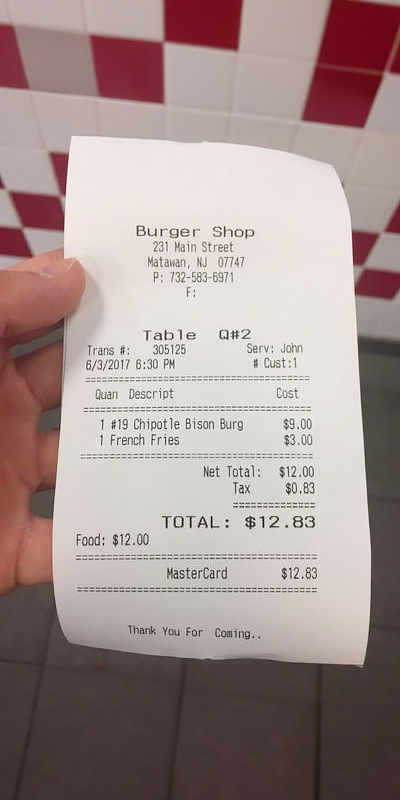 Burger Shop
231 Main Street
Matawan, NJ 07747
P: 732-583-6971
F:
Table Q#2
Trans #: 305125 Serv: John
6/3/2017 6:30 PM # Cust:1
Quan Descript Cost
1 #19 Chipotle Bison Burg $9.00
1 French Fries $3.00
Net Total: $12.00
Tax $0.83
TOTAL: $12.83
Food: $12.00
MasterCard $12.83
Thank You For Coming..